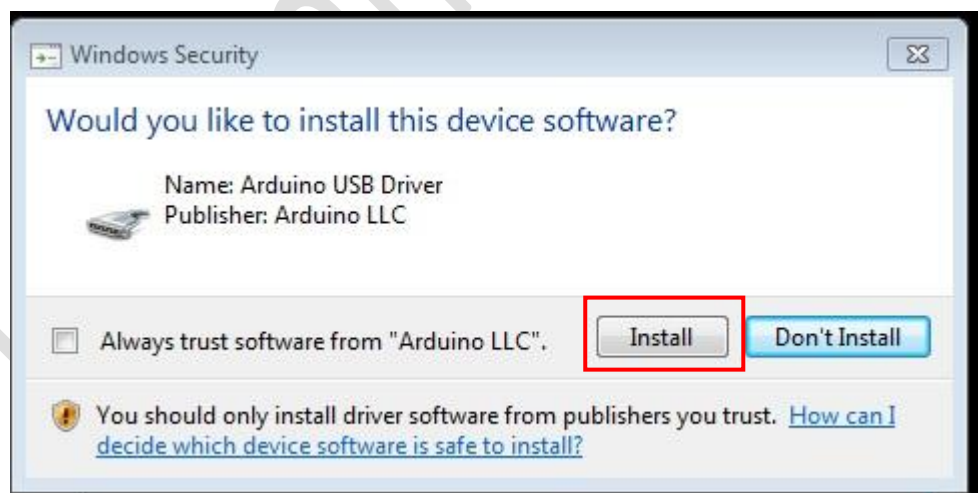 Windows Security
Would you like to install this device software?
Name: Arduino USB Driver
Publisher: Arduino LLC
Always trust software from "Arduino LLC".
Install
Don't Install
You should only install driver software from publishers you trust. How can I
decide which device software is safe to install?